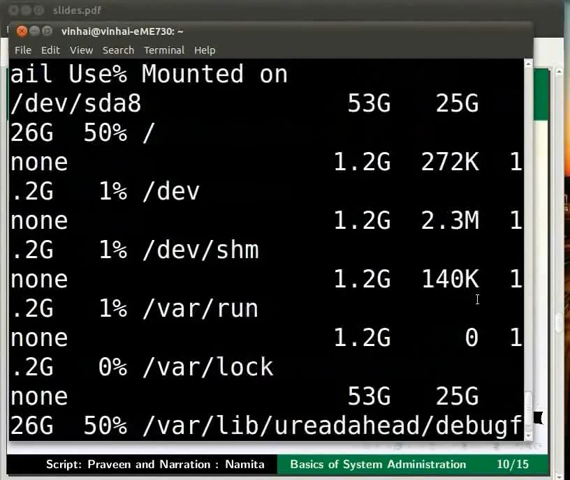 slides.pdf
vinhai@vinhai-eME730: ~
File Edit View Search Terminal Help
ail Use% Mounted on
/dev/sda8 53G 25G
26G 50% /
none 1.2G 272K 1
.2G 1% /dev
none 1.2G 2.3M 1
.2G 1% /dev/shm
none 1.2G 140K 1
.2G 1% /var/run
none 1.2G 0 1
.2G 0% /var/lock
none 53G 25G
26G 50% /var/lib/ureadahead/debugf
Script: Praveen and Narration : Namita Basics of System Administration 10/15